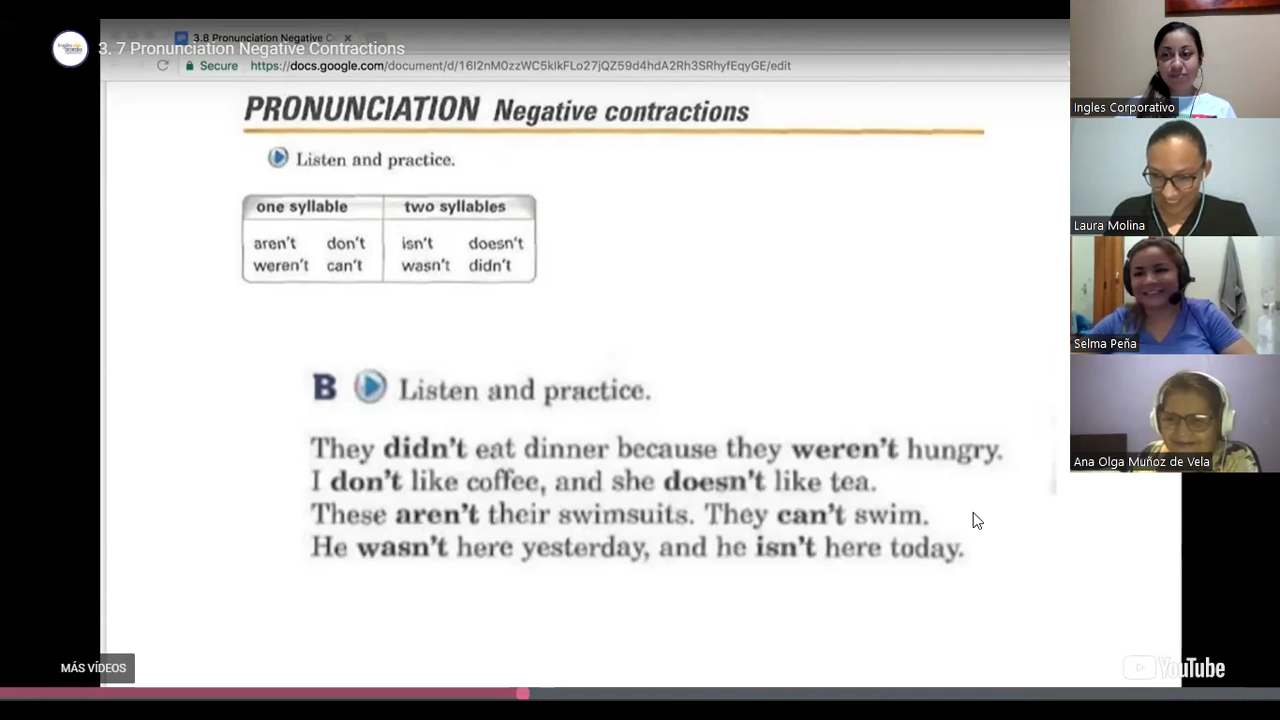 3.8 Pronunciation Negative C
3. 7 Pronunciation Negative Contractions
Secure https://docs.google.com/document/d/15I2nM0zzWC5klkFLo27jQZ59d4hdA2Rh3SRhyfEqyGE/edit
PRONUNCIATION Negative contractions
Listen and practice.
one syllable two syllables
aren't don't isn't doesn't
weren't can't wasn't didn't
B Listen and practice.
They didn't eat dinner because they weren't hungry.
I don't like coffee, and she doesn't like tea.
These aren't their swimsuits. They can't swim.
He wasn't here yesterday, and he isn't here today.
MÁS VÍDEOS
YouTube
Ingles Corporativo
Laura Molina
Selma Peña
Ana Olga Muñoz de Vela